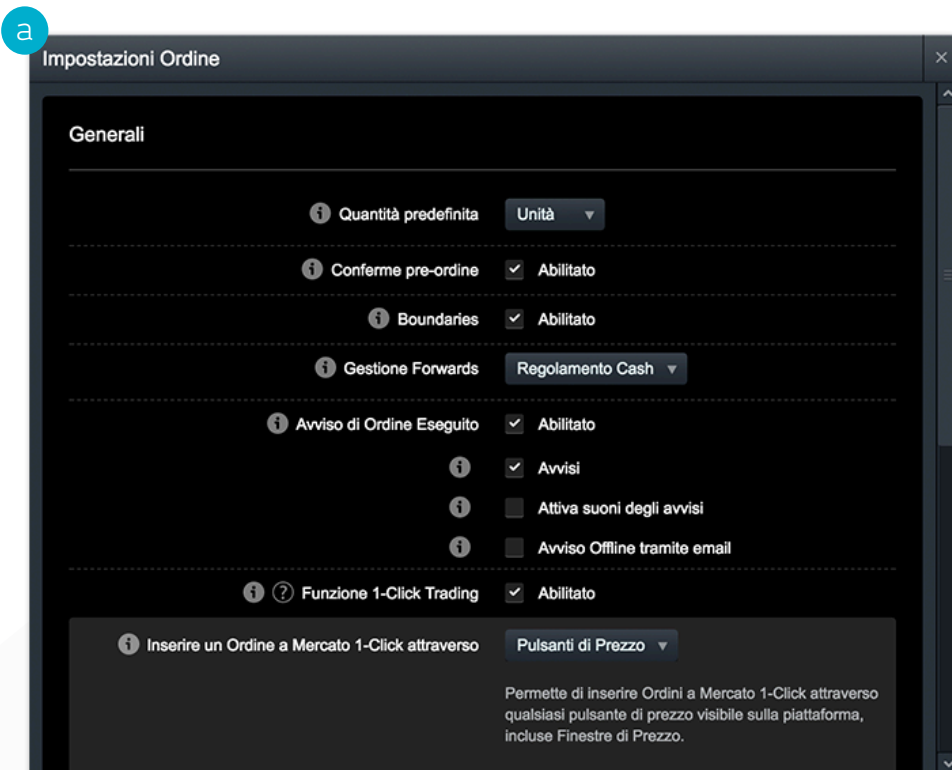 a
Impostazioni Ordine
Generali
Quantità predefinita Unità
Conferme pre-ordine Abilitato
Boundaries Abilitato
Gestione Forwards Regolamento Cash
Avviso di Ordine Eseguito Abilitato
Avvisi
Attiva suoni degli avvisi
Avviso Offline tramite email
? Funzione 1-Click Trading Abilitato
Inserire un Ordine a Mercato 1-Click attraverso Pulsanti di Prezzo
Permette di inserire Ordini a Mercato 1-Click attraverso
qualsiasi pulsante di prezzo visibile sulla piattaforma,
incluse Finestre di Prezzo.